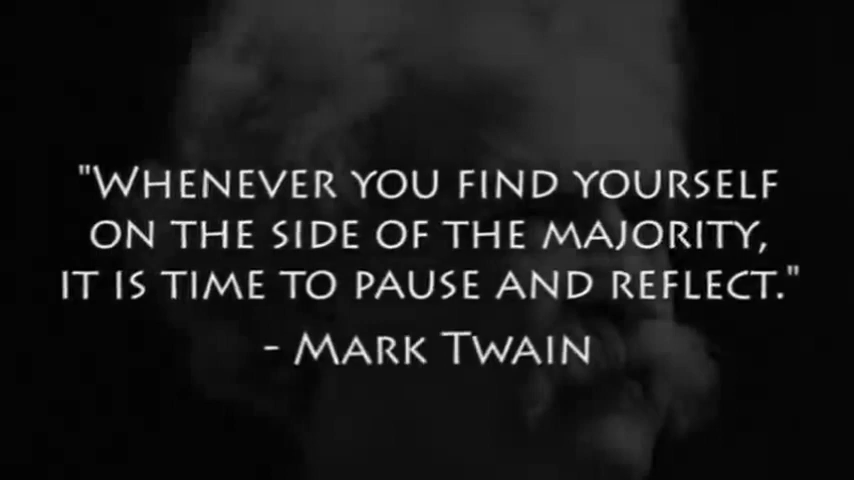 "Whenever you find yourself
on the side of the majority,
it is time to pause and reflect."
- Mark Twain